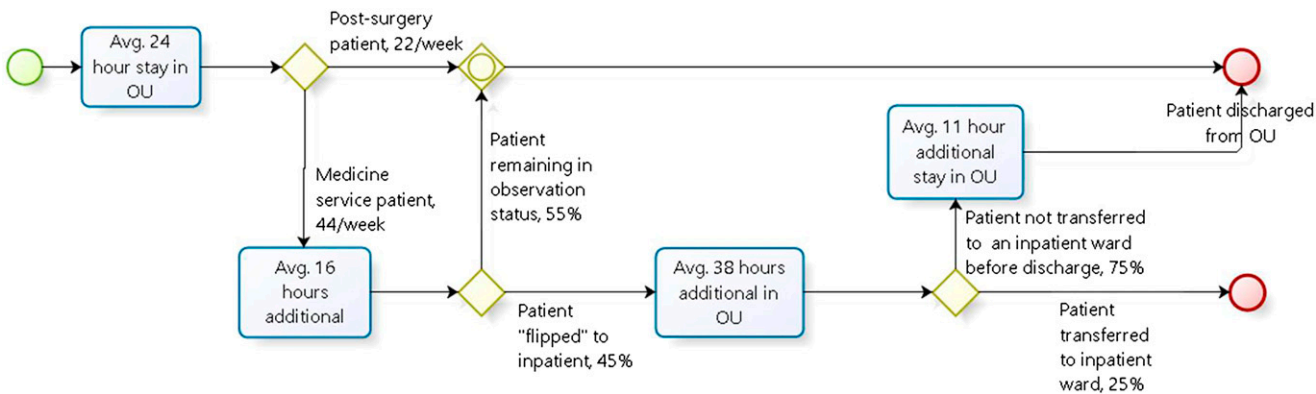 Avg. 24
hour stay in
OU
Post-surgery
patient, 22/week
Medicine
service patient,
44/week
Avg. 16
hours
additional
Patient
remaining in
observation
status, 55%
Patient
"flipped" to
inpatient, 45%
Avg. 38 hours
additional in
OU
Avg. 11 hour
additional
stay in OU
Patient discharged
from OU
Patient not transferred
to an inpatient ward
before discharge, 75%
Patient
transferred
to inpatient
ward, 25%